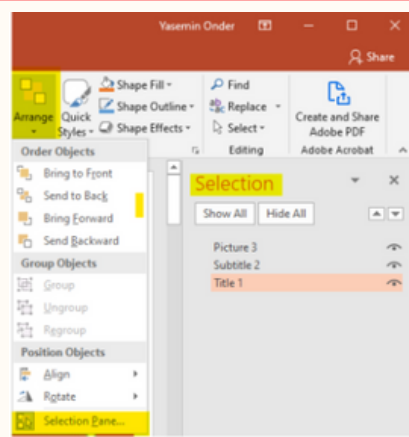 Yasemin Onder
Share
Arrange
Quick Styles
Shape Fill
Shape Outline
Shape Effects
Find
Replace
Select
Editing
Create and Share
Adobe PDF
Adobe Acrobat
Order Objects
Bring to Front
Send to Back
Bring Forward
Send Backward
Group Objects
Group
Ungroup
Regroup
Position Objects
Align
Rotate
Selection Pane...
Selection
Show All
Hide All
Picture 3
Subtitle 2
Title 1